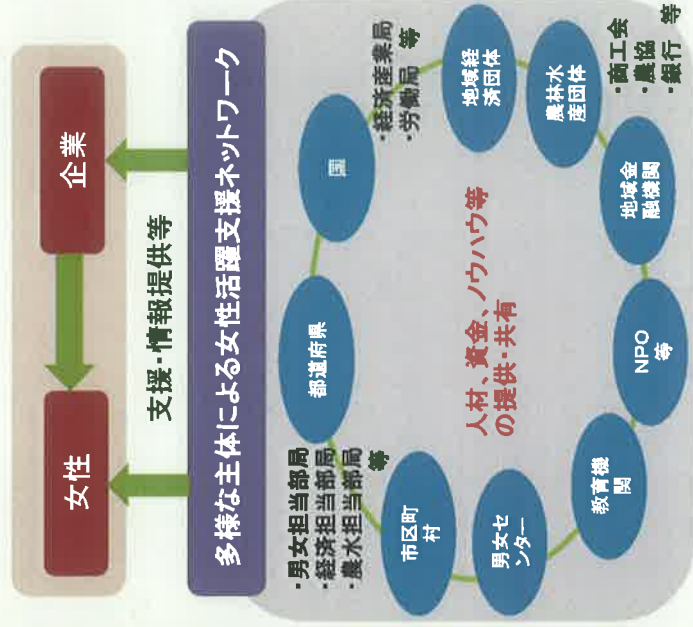 女性
企業
支援・情報提供等
多様な主体による女性活躍支援ネットワーク
・男女担当部局
・経済担当部局
・農水担当部局
等
都道府県
国
・経済産業局
・労働局 等
市区町
村
地域経
済団体
人材、資金、ノウハウ等
の提供・共有
男女セ
ンター
農林水
産団体
教育機
関
NPO
等
地域金
融機関
・商工会
・農協
・銀行 等